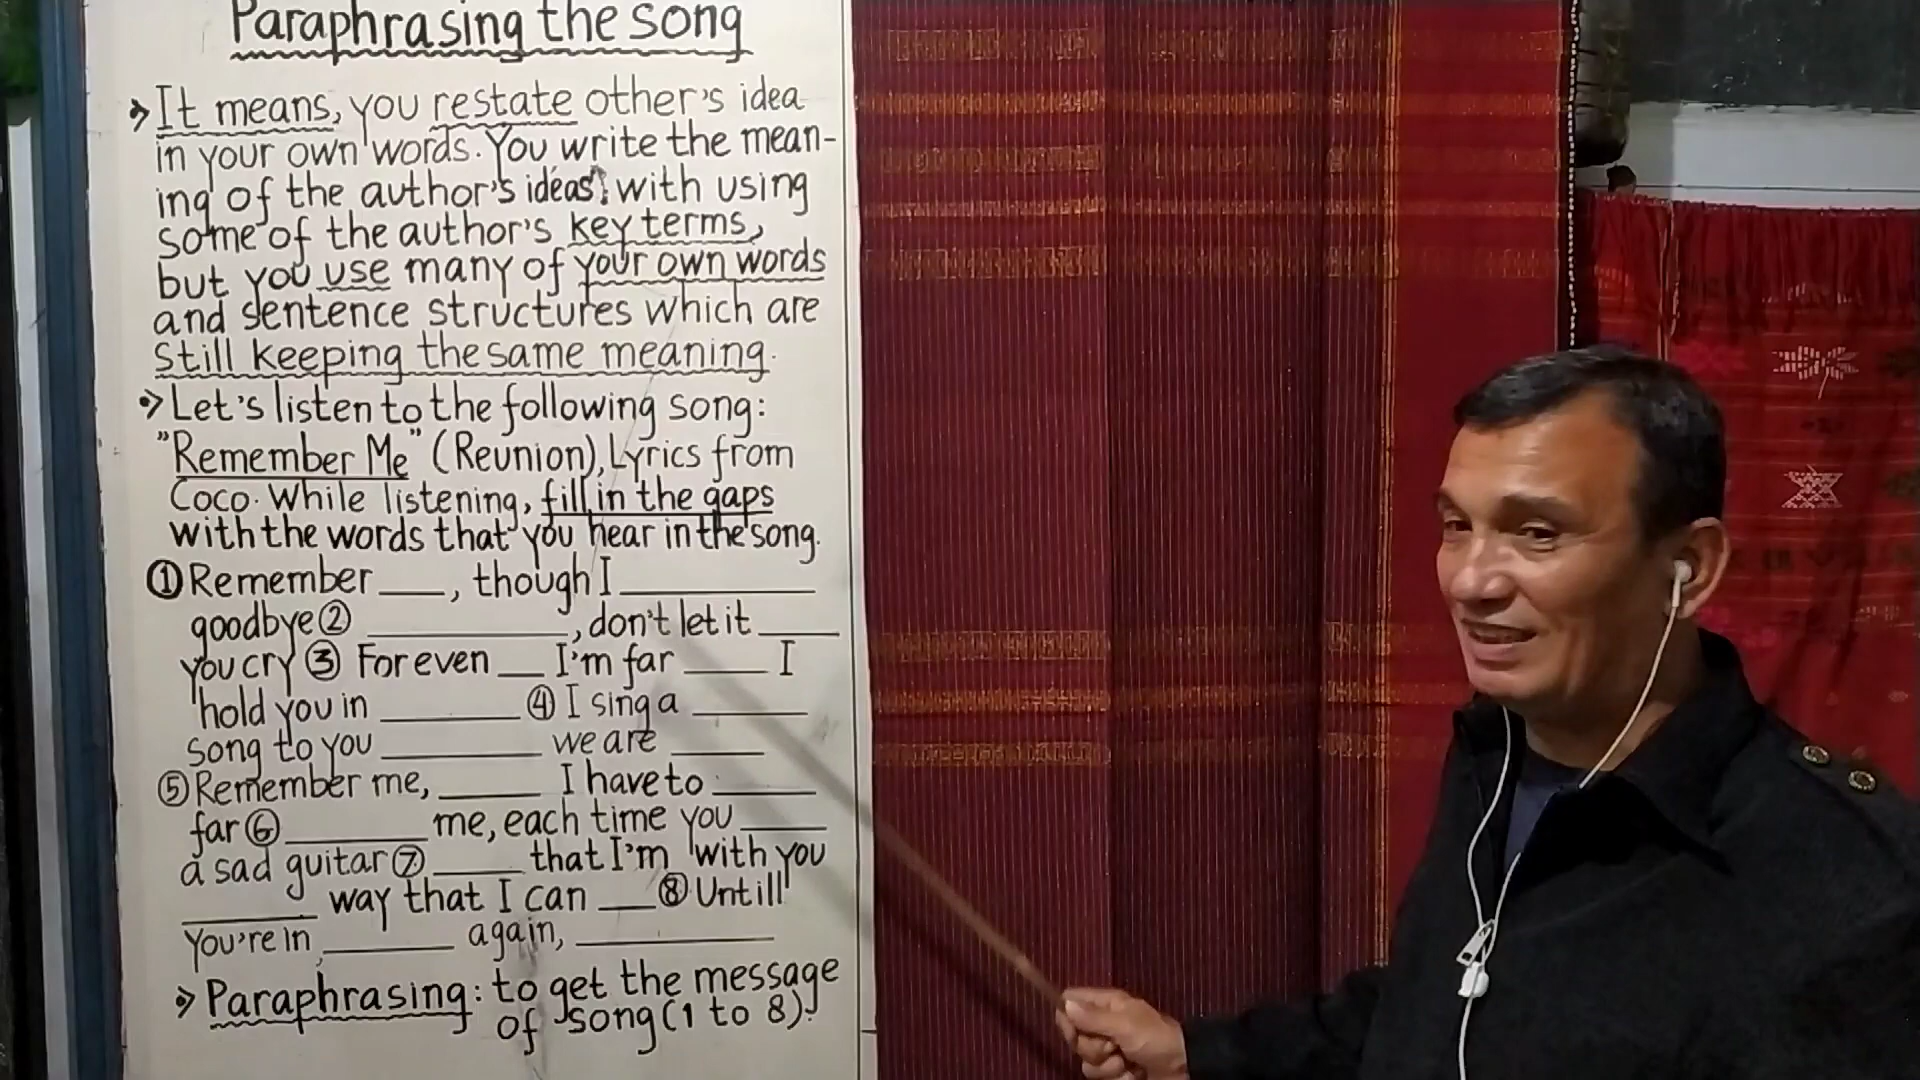 Paraphrasing the song
It means, you restate other's idea
in your own words. You write the mean-
ing of the author's ideas, with using
some of the author's key terms,
but you use many of your own words
and sentence structures which are
still keeping the same meaning.
Let's listen to the following song:
"Remember Me" (Reunion), Lyrics from
Coco. While listening, fill in the gaps
with the words that you hear in the song.
① Remember ____, though I ____________
goodbye ② ____________, don't let it _____
you cry ③ For even ___ I'm far _____ I
hold you in _________ ④ I sing a _______
song to you __________ we are ______
⑤ Remember me, ______ I have to ______
far ⑥ _________ me, each time you _____
a sad guitar ⑦ ______ that I'm with you
________ way that I can ___ ⑧ Untill
You're in ________ again, ____________
Paraphrasing: to get the message
of song (1 to 8).